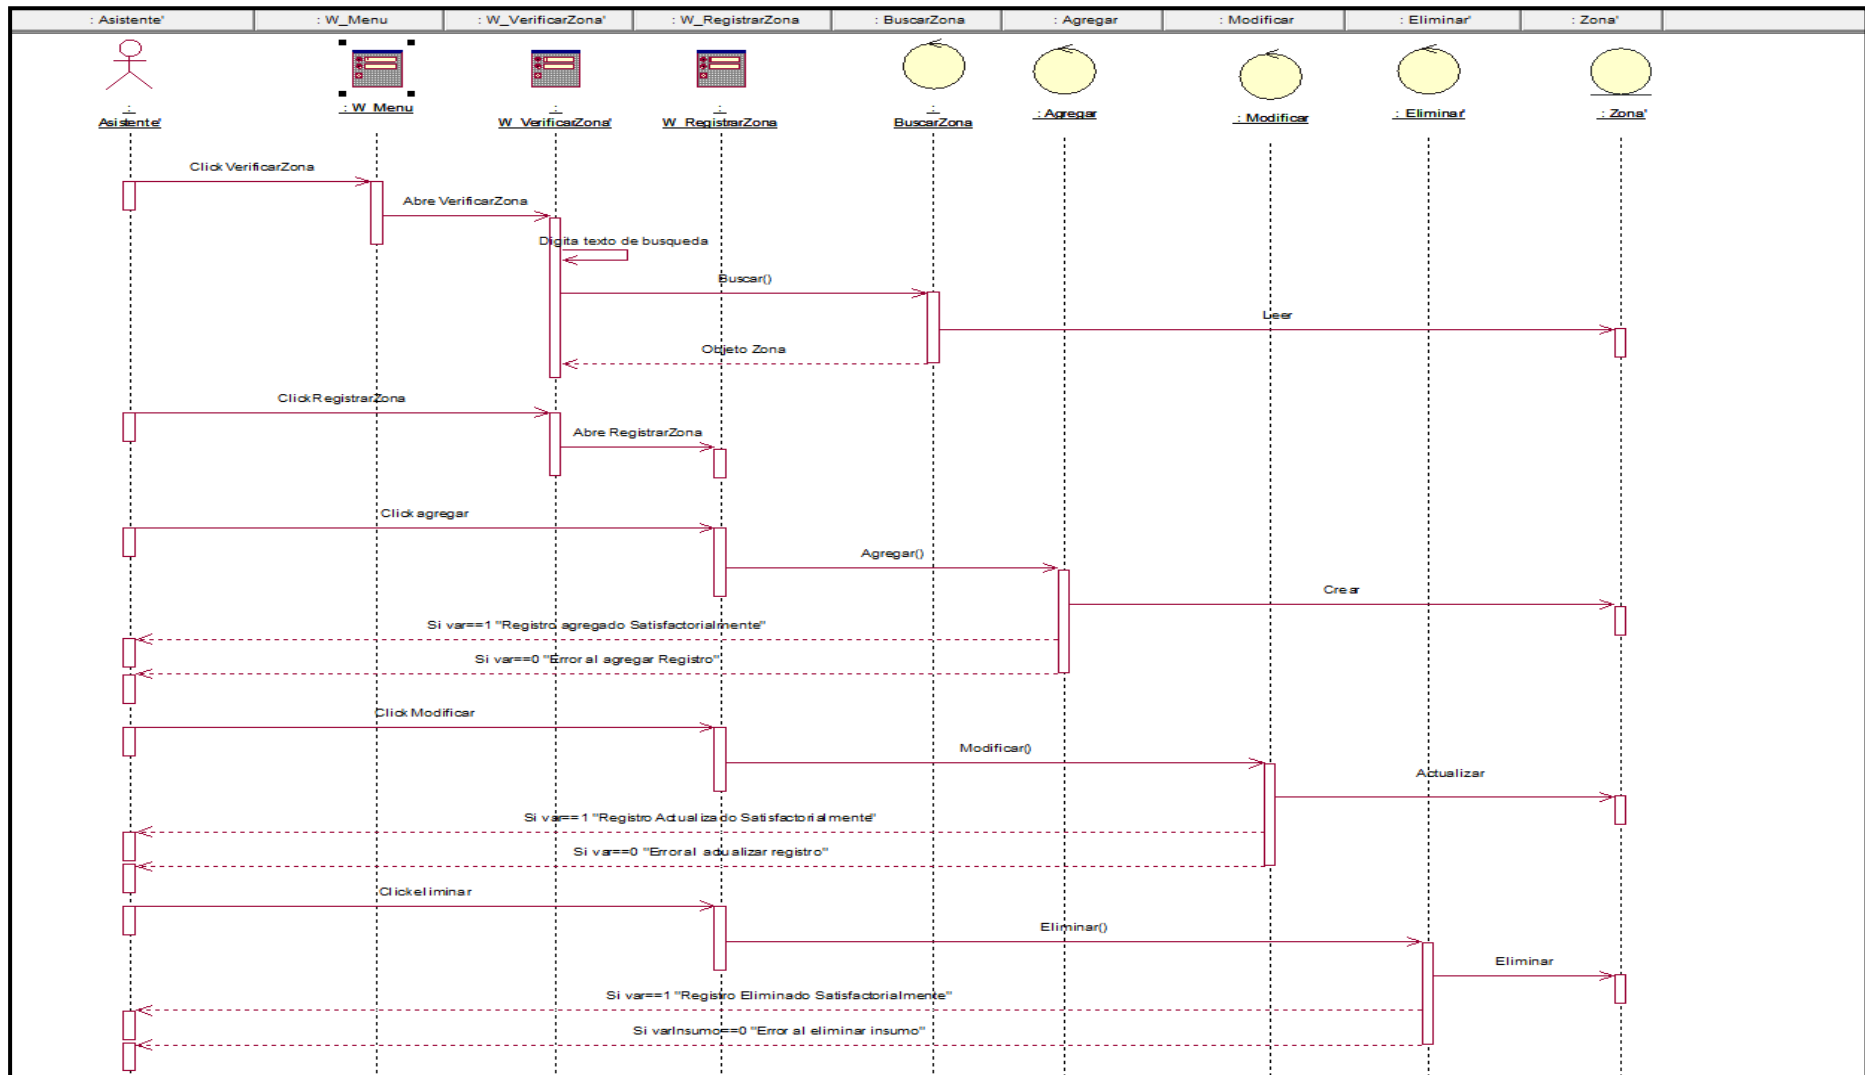 : Asistente'
: W_Menu
: W_VerificarZona'
: W_RegistrarZona
: BuscarZona
: Agregar
: Modificar
: Eliminar'
: Zona'
:
Asistente'
: W_Menu
:
W_VerificarZona'
:
W_RegistrarZona
:
BuscarZona
: Agregar
: Modificar
: Eliminar'
: Zona'
Click VerificarZona
Abre VerificarZona
Digita texto de busqueda
Buscar()
Leer
Objeto Zona
Click RegistrarZona
Abre RegistrarZona
Click agregar
Agregar()
Crear
Si var==1 "Registro agregado Satisfactorialmente"
Si var==0 "Error al agregar Registro"
Click Modificar
Modificar()
Actualizar
Si var==1 "Registro Actualizado Satisfactorialmente"
Si var==0 "Error al actualizar registro"
Click eliminar
Eliminar()
Eliminar
Si var==1 "Registro Eliminado Satisfactorialmente"
Si varInsumo==0 "Error al eliminar insumo"